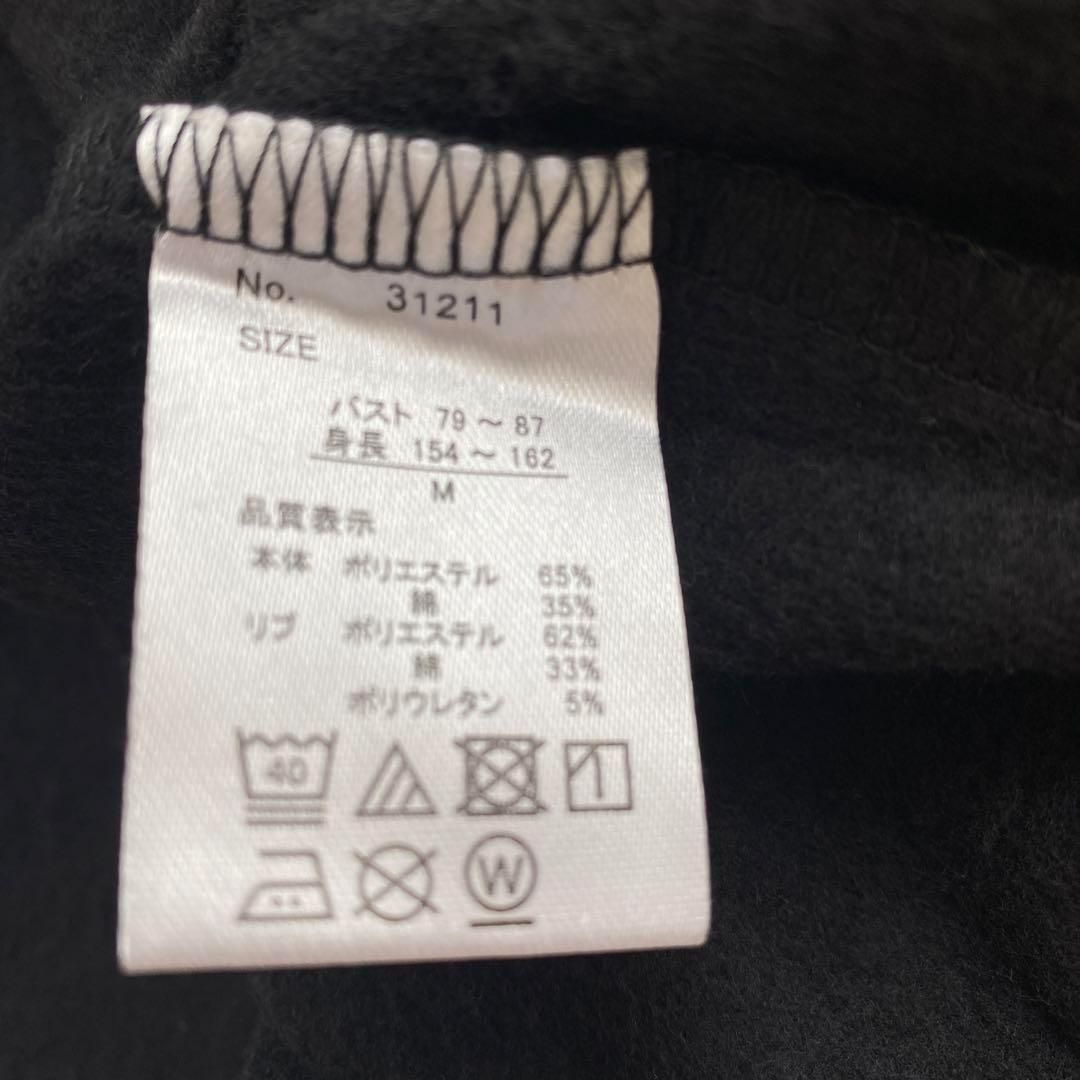 No. 31211
SIZE
バスト 79～87
身長 154～162
M
品質表示
本体 ポリエステル 65%
綿 35%
リブ ポリエステル 62%
綿 33%
ポリウレタン 5%
40
W